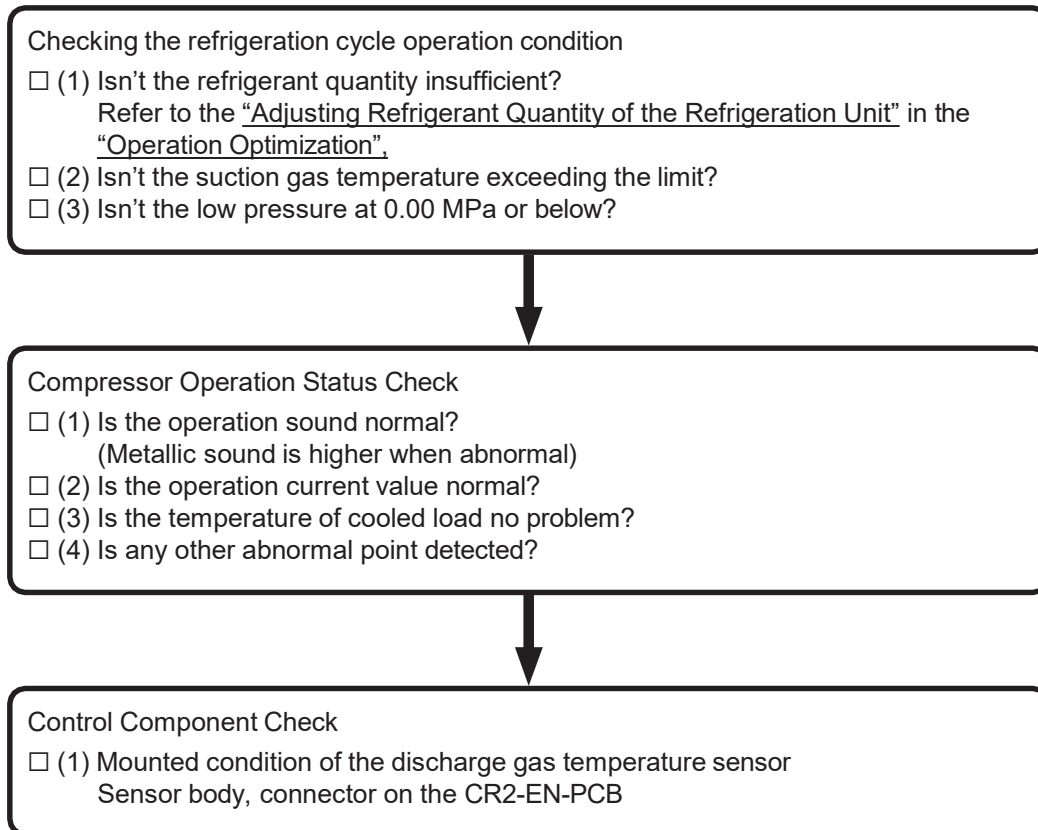 Checking the refrigeration cycle operation condition
☐ (1) Isn’t the refrigerant quantity insufficient?
Refer to the “Adjusting Refrigerant Quantity of the Refrigeration Unit” in the
“Operation Optimization”,
☐ (2) Isn’t the suction gas temperature exceeding the limit?
☐ (3) Isn’t the low pressure at 0.00 MPa or below?
Compressor Operation Status Check
☐ (1) Is the operation sound normal?
(Metallic sound is higher when abnormal)
☐ (2) Is the operation current value normal?
☐ (3) Is the temperature of cooled load no problem?
☐ (4) Is any other abnormal point detected?
Control Component Check
☐ (1) Mounted condition of the discharge gas temperature sensor
Sensor body, connector on the CR2-EN-PCB